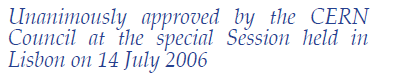 Unanimously approved by the CERN
Council at the special Session held in
Lisbon on 14 July 2006